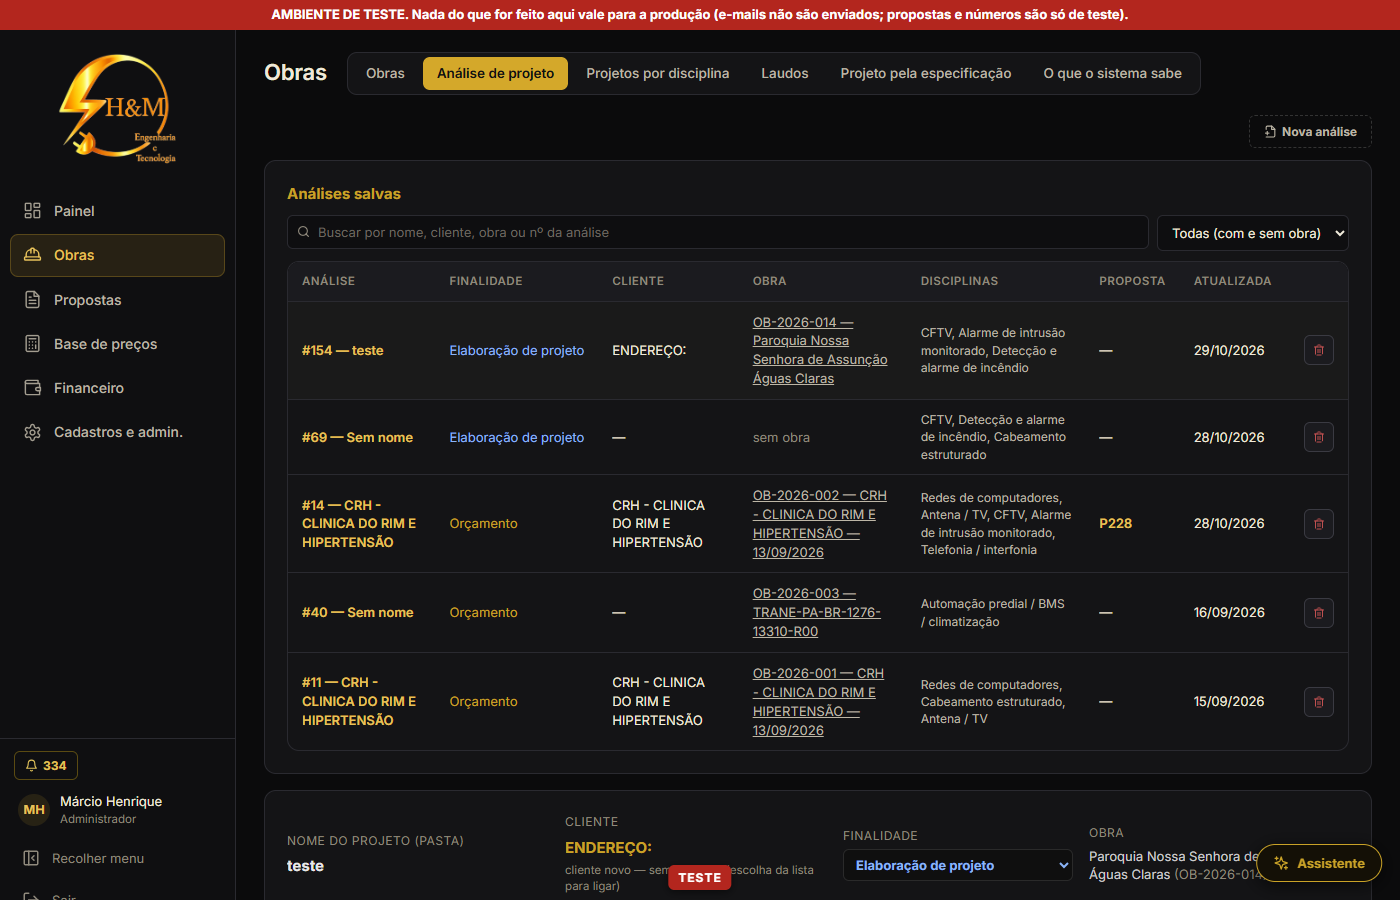 AMBIENTE DE TESTE. Nada do que for feito aqui vale para a produção (e-mails não são enviados; propostas e números são só de teste).
H&M
Engenharia
e
Tecnologia
Painel
Obras
Propostas
Base de preços
Financeiro
Cadastros e admin.
334
MH
Márcio Henrique
Administrador
Recolher menu
Sair
Obras
Obras
Análise de projeto
Projetos por disciplina
Laudos
Projeto pela especificação
O que o sistema sabe
Nova análise
Análises salvas
Buscar por nome, cliente, obra ou nº da análise
Todas (com e sem obra)
ANÁLISE FINALIDADE CLIENTE OBRA DISCIPLINAS PROPOSTA ATUALIZADA
#154 — teste
Elaboração de projeto
ENDEREÇO:
OB-2026-014 —
Paroquia Nossa
Senhora de Assunção
Águas Claras
CFTV, Alarme de intrusão
monitorado, Detecção e
alarme de incêndio
—
29/10/2026
#69 — Sem nome
Elaboração de projeto
—
sem obra
CFTV, Detecção e alarme
de incêndio, Cabeamento
estruturado
—
28/10/2026
#14 — CRH -
CLINICA DO RIM E
HIPERTENSÃO
Orçamento
CRH - CLINICA
DO RIM E
HIPERTENSÃO
OB-2026-002 — CRH
- CLINICA DO RIM E
HIPERTENSÃO —
13/09/2026
Redes de computadores,
Antena / TV, CFTV, Alarme
de intrusão monitorado,
Telefonia / interfonia
P228
28/10/2026
#40 — Sem nome
Orçamento
—
OB-2026-003 —
TRANE-PA-BR-1276-
13310-R00
Automação predial / BMS
/ climatização
—
16/09/2026
#11 — CRH -
CLINICA DO RIM E
HIPERTENSÃO
Orçamento
CRH - CLINICA
DO RIM E
HIPERTENSÃO
OB-2026-001 — CRH
- CLINICA DO RIM E
HIPERTENSÃO —
13/09/2026
Redes de computadores,
Cabeamento estruturado,
Antena / TV
—
15/09/2026
NOME DO PROJETO (PASTA)
teste
CLIENTE
ENDEREÇO:
cliente novo — sem escolha da lista
para ligar)
FINALIDADE
Elaboração de projeto
OBRA
Paroquia Nossa Senhora de
Águas Claras (OB-2026-014
TESTE
Assistente